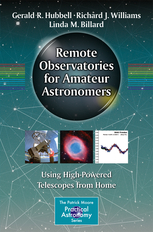 Gerald R. Hubbell · Richard J. Williams
Linda M. Billard
Remote
Observatories
for Amateur
Astronomers
Using High-Powered
Telescopes from Home
The Patrick Moore
Practical
Astronomy
Series